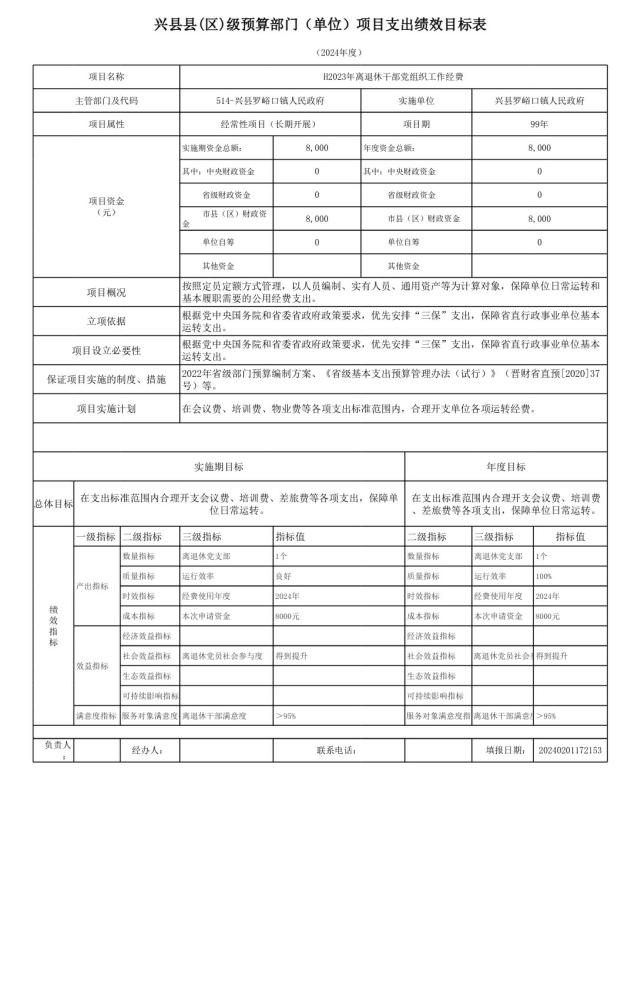 兴县县(区)级预算部门（单位）项目支出绩效目标表
（2024年度）
项目名称 H2023年离退休干部党组织工作经费
主管部门及代码 514-兴县罗峪口镇人民政府 实施单位 兴县罗峪口镇人民政府
项目属性 经常性项目（长期开展） 项目期 99年
项目资金
（元）
实施期资金总额: 8,000 年度资金总额: 8,000
其中: 中央财政资金 0 其中: 中央财政资金 0
省级财政资金 0 省级财政资金 0
市县（区）财政资
金 8,000 市县（区）财政资金 8,000
单位自筹 0 单位自筹 0
其他资金 其他资金
项目概况 按照定员定额方式管理，以人员编制、实有人员、通用资产等为计算对象，保障单位日常运转和
基本履职需要的公用经费支出。
立项依据 根据党中央国务院和省委省政府政策要求，优先安排“三保”支出，保障省直行政事业单位基本
运转支出。
项目设立必要性 根据党中央国务院和省委省政府政策要求，优先安排“三保”支出，保障省直行政事业单位基本
运转支出。
保证项目实施的制度、措施 2022年省级部门预算编制方案、《省级基本支出预算管理办法（试行）》（晋财省直预[2020]37
号）等。
项目实施计划 在会议费、培训费、物业费等各项支出标准范围内，合理开支单位各项运转经费。
实施期目标 年度目标
总体目标 在支出标准范围内合理开支会议费、培训费、差旅费等各项支出，保障单
位日常运转。 在支出标准范围内合理开支会议费、培训费
、差旅费等各项支出，保障单位日常运转。
绩
效
指
标
一级指标 二级指标 三级指标 指标值 二级指标 三级指标 指标值
产出指标
数量指标 离退休党支部 1个 数量指标 离退休党支部 1个
质量指标 运行效率 良好 质量指标 运行效率 100%
时效指标 经费使用年度 2024年 时效指标 经费使用年度 2024年
成本指标 本次申请资金 8000元 成本指标 本次申请资金 8000元
效益指标
经济效益指标 经济效益指标
社会效益指标 离退休党员社会参与度 得到提升 社会效益指标 离退休党员社会 得到提升
生态效益指标 生态效益指标
可持续影响指标 可持续影响指标
满意度指标 服务对象满意度 离退休干部满意度 ＞95% 服务对象满意度指 离退休干部满意 ＞95%
负责人
： 经办人: 联系电话: 填报日期: 20240201172153